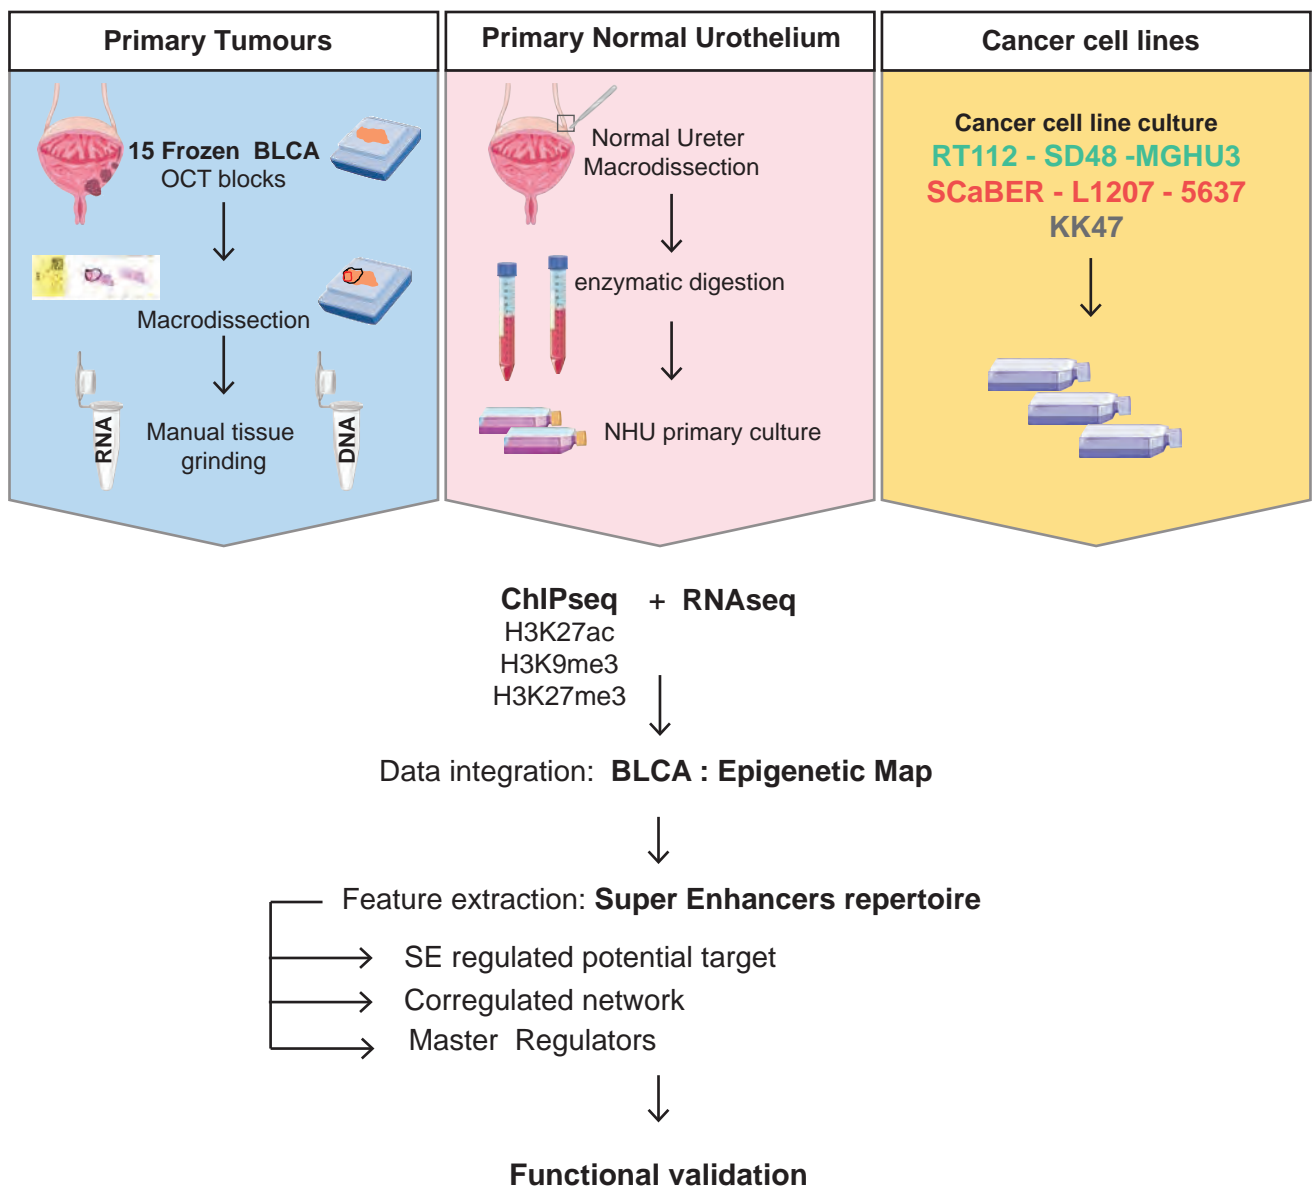 Primary Tumours
15 Frozen BLCA
OCT blocks
Macrodissection
RNA
Manual tissue
grinding
DNA
Primary Normal Urothelium
Normal Ureter
Macrodissection
enzymatic digestion
NHU primary culture
Cancer cell lines
Cancer cell line culture
RT112 - SD48 -MGHU3
SCaBER - L1207 - 5637
KK47
ChIPseq + RNAseq
H3K27ac
H3K9me3
H3K27me3
Data integration: BLCA : Epigenetic Map
Feature extraction: Super Enhancers repertoire
SE regulated potential target
Corregulated network
Master Regulators
Functional validation